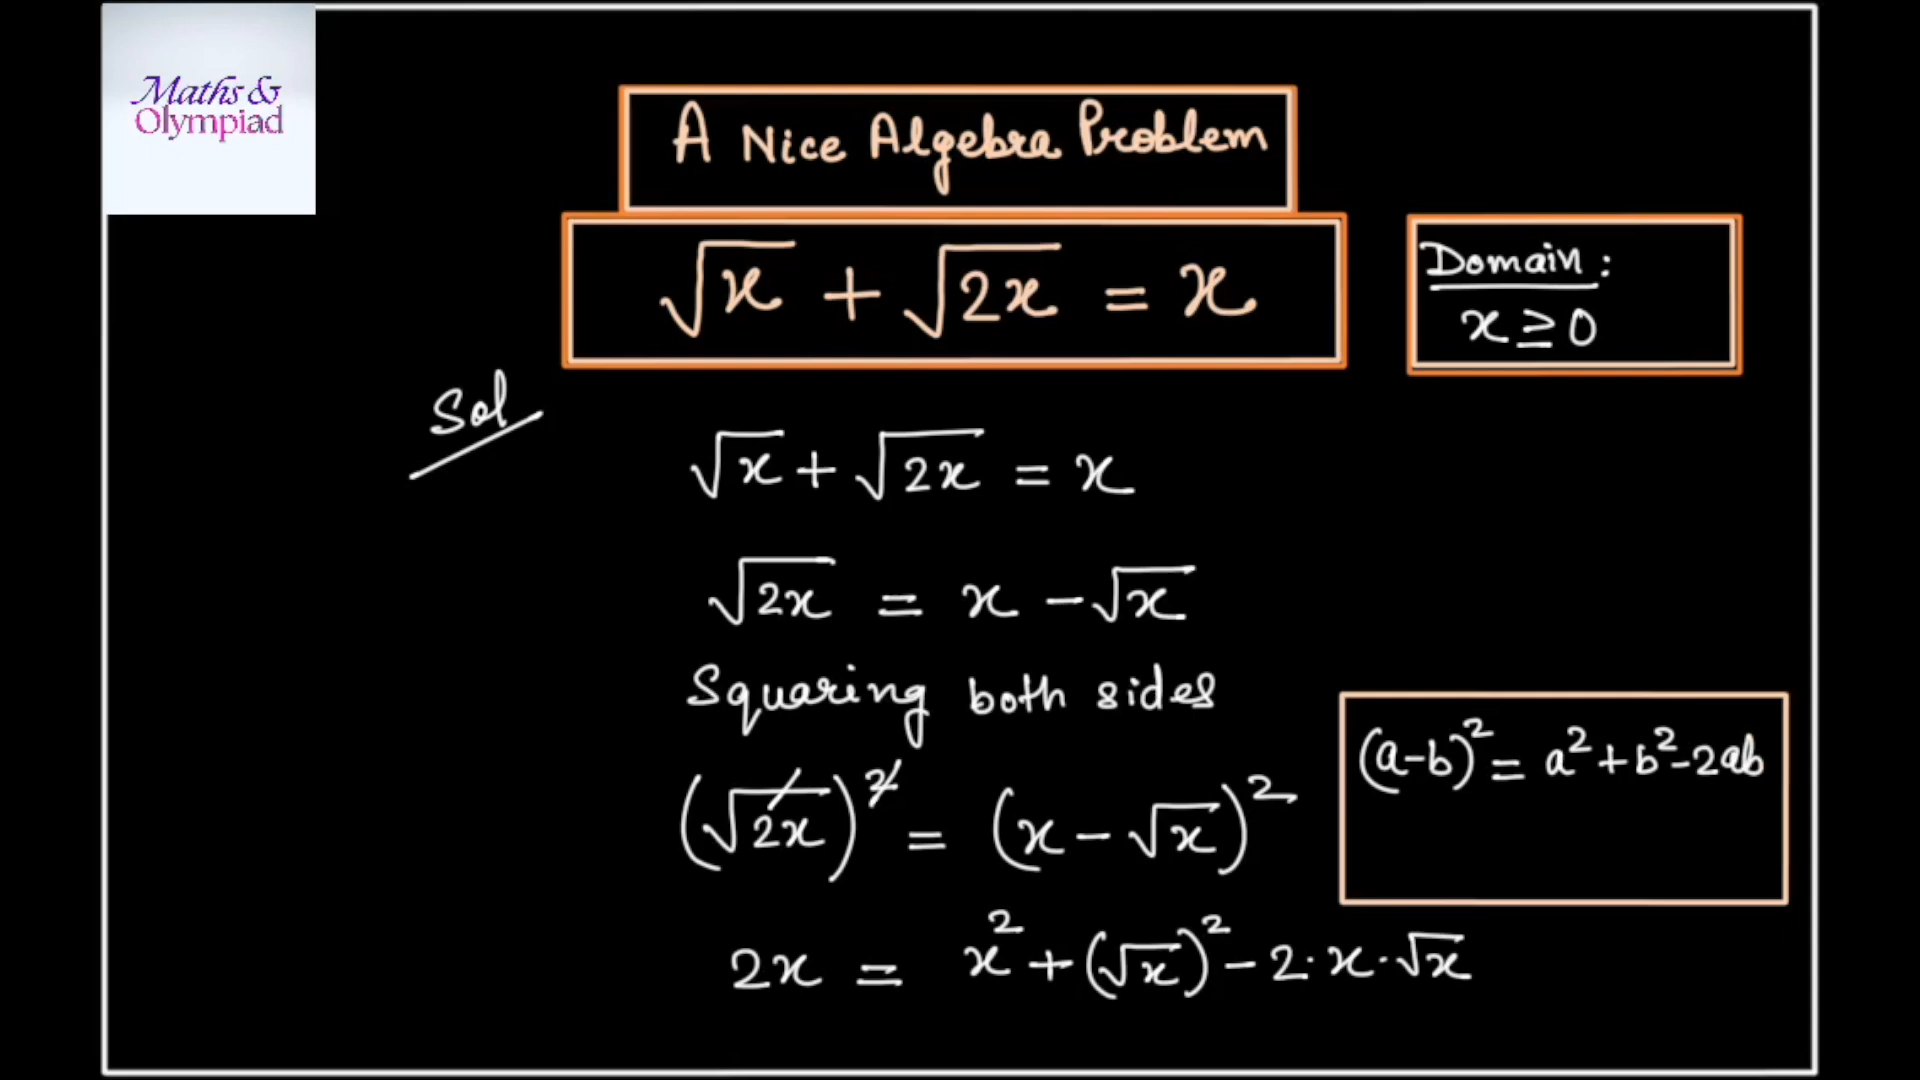 Maths &
Olympiad
A Nice Algebra Problem
√x + √2x = x
Domain :
x ≥ 0
Sol
√x + √2x = x
√2x = x - √x
Squaring both sides
(√2x)² = (x - √x)²
(a-b)² = a² + b² - 2ab
2x = x² + (√x)² - 2·x·√x